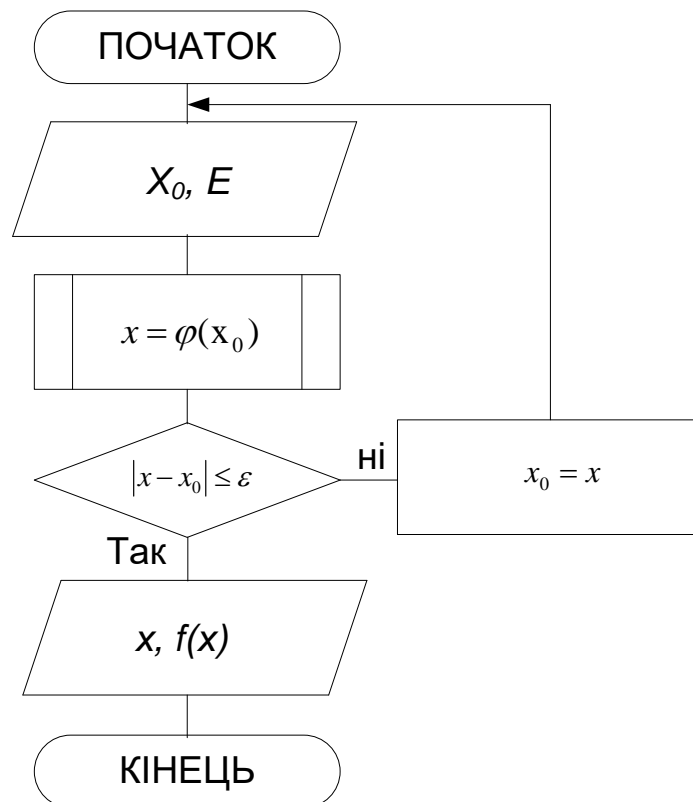 ПОЧАТОК
X₀, E
x = φ(x₀)
|x − x₀| ≤ ε
ні
x₀ = x
Так
x, f(x)
КІНЕЦЬ